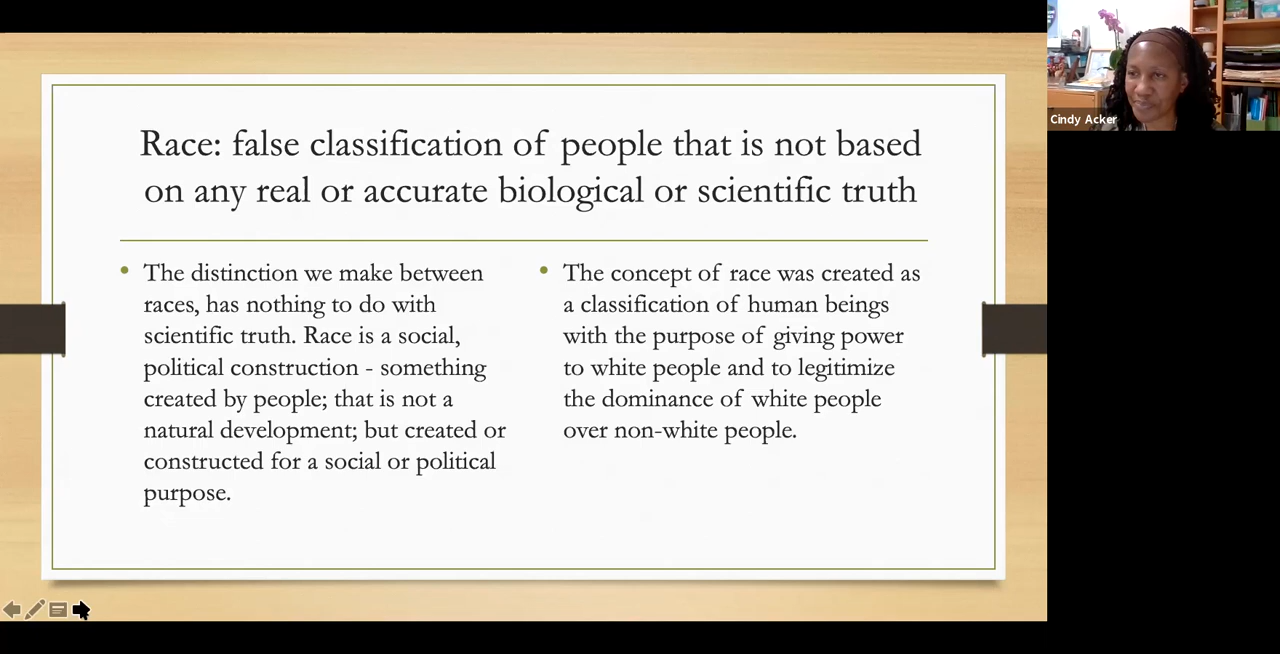 Race: false classification of people that is not based
on any real or accurate biological or scientific truth
The distinction we make between
races, has nothing to do with
scientific truth. Race is a social,
political construction - something
created by people; that is not a
natural development; but created or
constructed for a social or political
purpose.
The concept of race was created as
a classification of human beings
with the purpose of giving power
to white people and to legitimize
the dominance of white people
over non-white people.
Cindy Acker